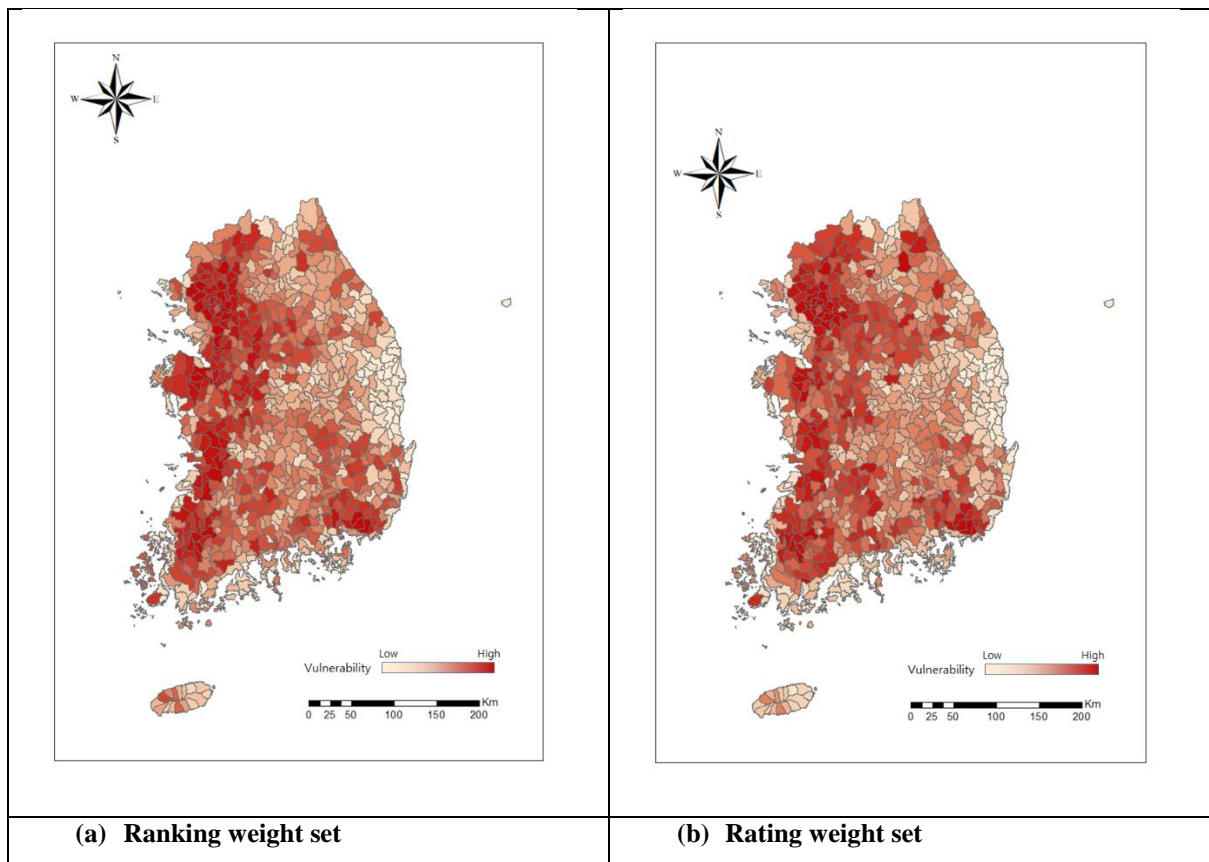 N
W E
S
Low High
Vulnerability
Km
0 25 50 100 150 200
(a) Ranking weight set
N
W E
S
Low High
Vulnerability
Km
0 25 50 100 150 200
(b) Rating weight set